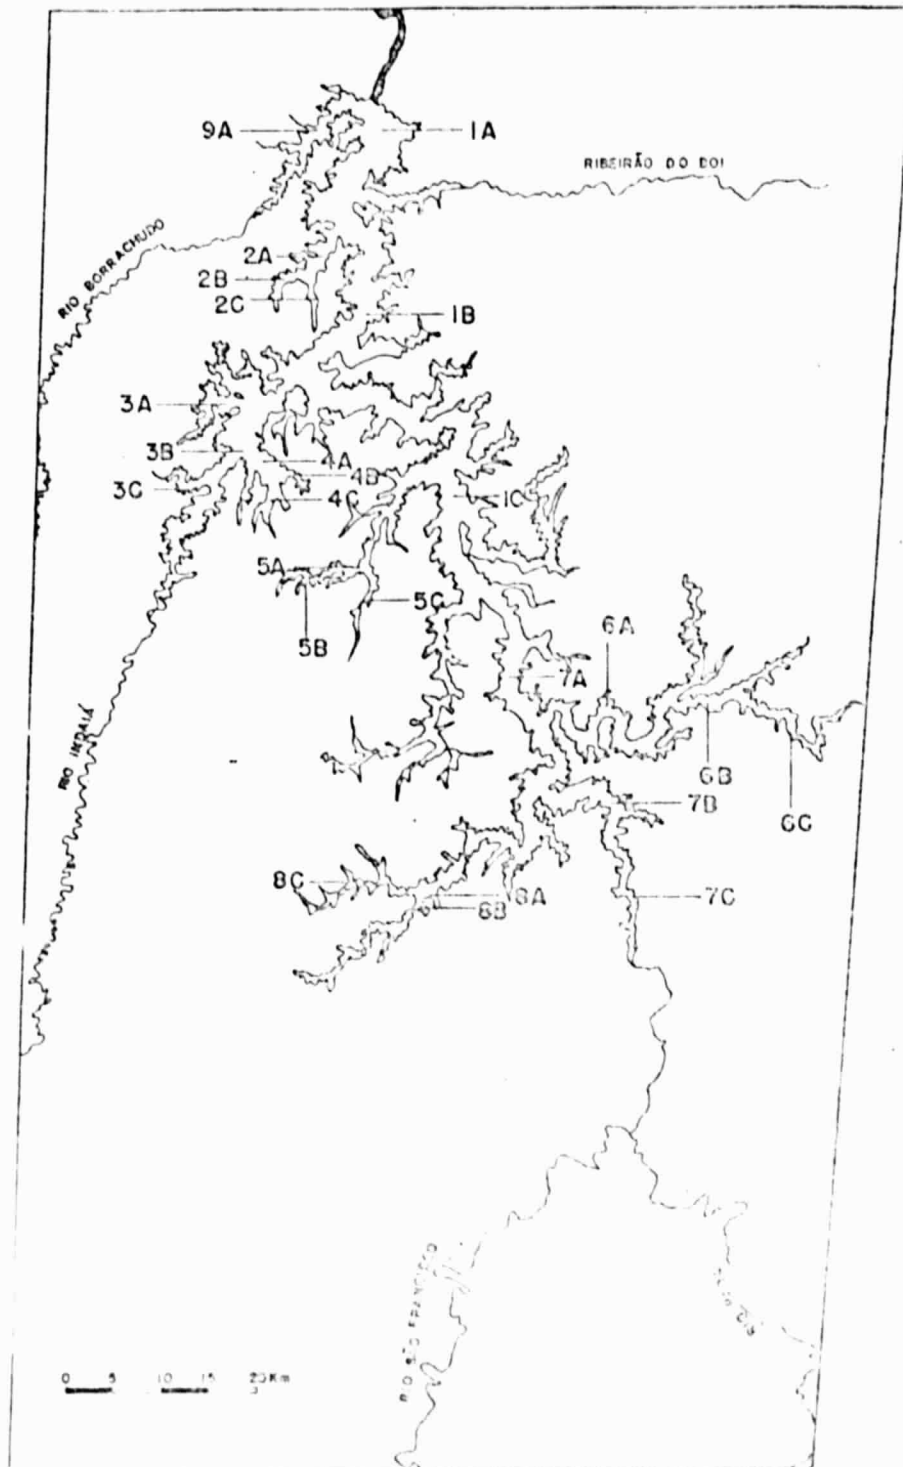 9A
1A
RIBEIRÃO DO BOI
RIO BORRACHUDO
2A
2B
2C
1B
3A
3B
4A
4B
3C
4C
1C
5A
5C
5B
6A
7A
6B
7B
6C
RIO INDAIÁ
8C
8A
8B
7C
RIO SÃO FRANCISCO
0 5 10 15 20 Km